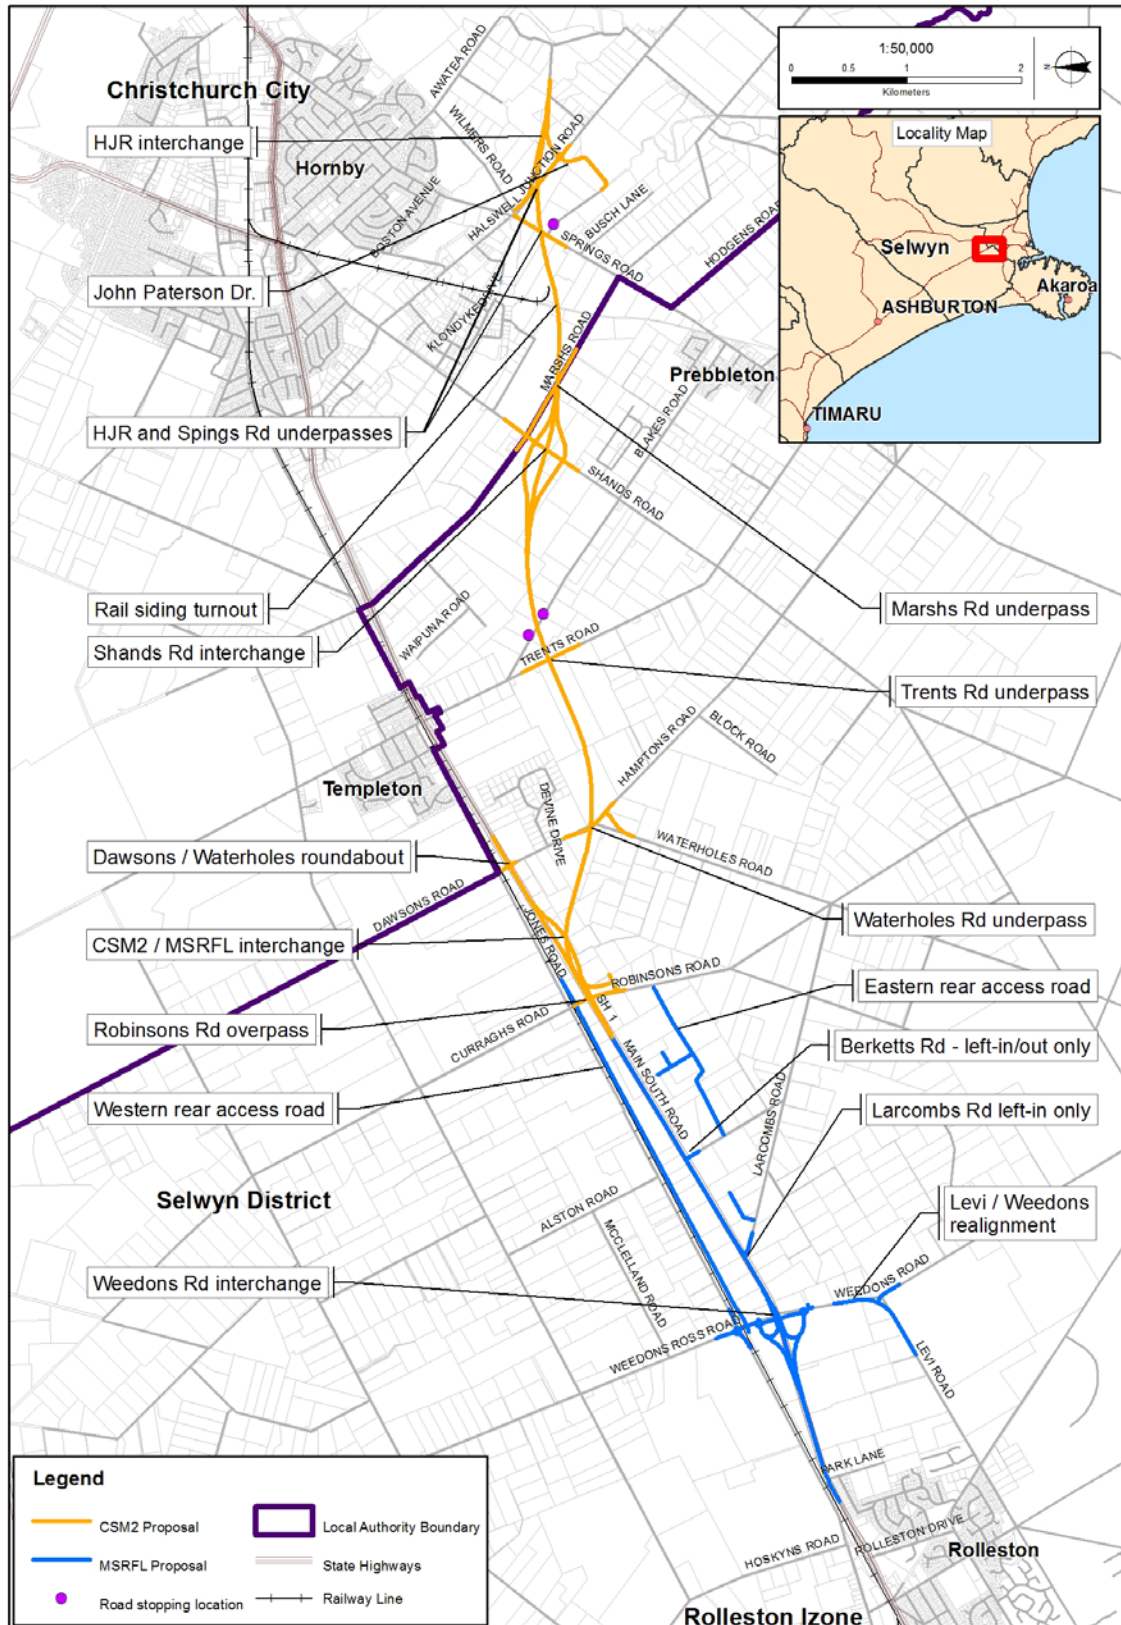 1:50,000
0 0.5 1 2
Kilometers
N
Locality Map
Selwyn
Akaroa
ASHBURTON
TIMARU
Christchurch City
AWATEA ROAD
HJR interchange
WILMERS ROAD
Hornby
HALSWELL JUNCTION ROAD
BOSTON AVENUE
BUSCH LANE
SPRINGS ROAD
HODGENS ROAD
John Paterson Dr.
KLONDYKE DRIVE
MARSHS ROAD
Prebbleton
HJR and Spings Rd underpasses
BLAKES ROAD
SHANDS ROAD
Rail siding turnout
Marshs Rd underpass
WAIPUNA ROAD
Shands Rd interchange
TRENTS ROAD
Trents Rd underpass
HAMPTONS ROAD
BLOCK ROAD
Templeton
DEVINE DRIVE
WATERHOLES ROAD
Dawsons / Waterholes roundabout
DAWSONS ROAD
Waterholes Rd underpass
JONES ROAD
CSM2 / MSRFL interchange
ROBINSONS ROAD
Eastern rear access road
SH 1
Robinsons Rd overpass
CURRAGHS ROAD
MAIN SOUTH ROAD
Berketts Rd - left-in/out only
Western rear access road
LARCOMBS ROAD
Larcombs Rd left-in only
Selwyn District
ALSTON ROAD
MCCLELLAND ROAD
Levi / Weedons
realignment
Weedons Rd interchange
WEEDONS ROAD
WEEDONS ROSS ROAD
LEVI ROAD
PARK LANE
HOSKYNS ROAD
ROLLESTON DRIVE
Rolleston
Rolleston Izone
Legend
CSM2 Proposal
Local Authority Boundary
MSRFL Proposal
State Highways
Road stopping location
Railway Line